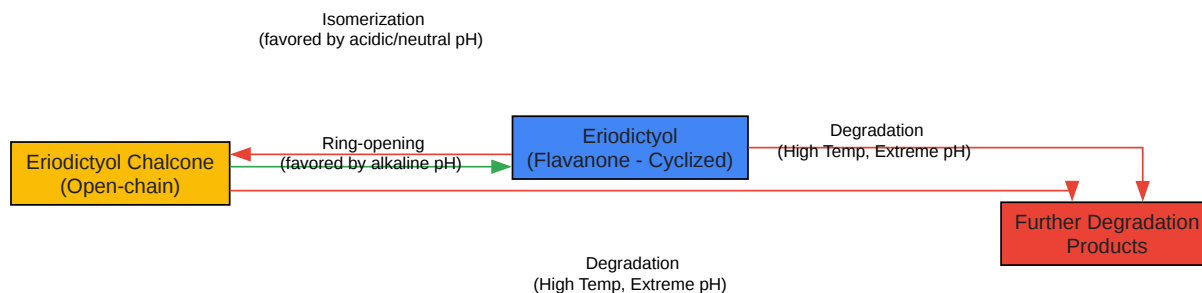 Isomerization
(favored by acidic/neutral pH)
Ring-opening
(favored by alkaline pH)
Eriodictyol Chalcone
(Open-chain)
Eriodictyol
(Flavanone - Cyclized)
Degradation
(High Temp, Extreme pH)
Further Degradation
Products
Degradation
(High Temp, Extreme pH)